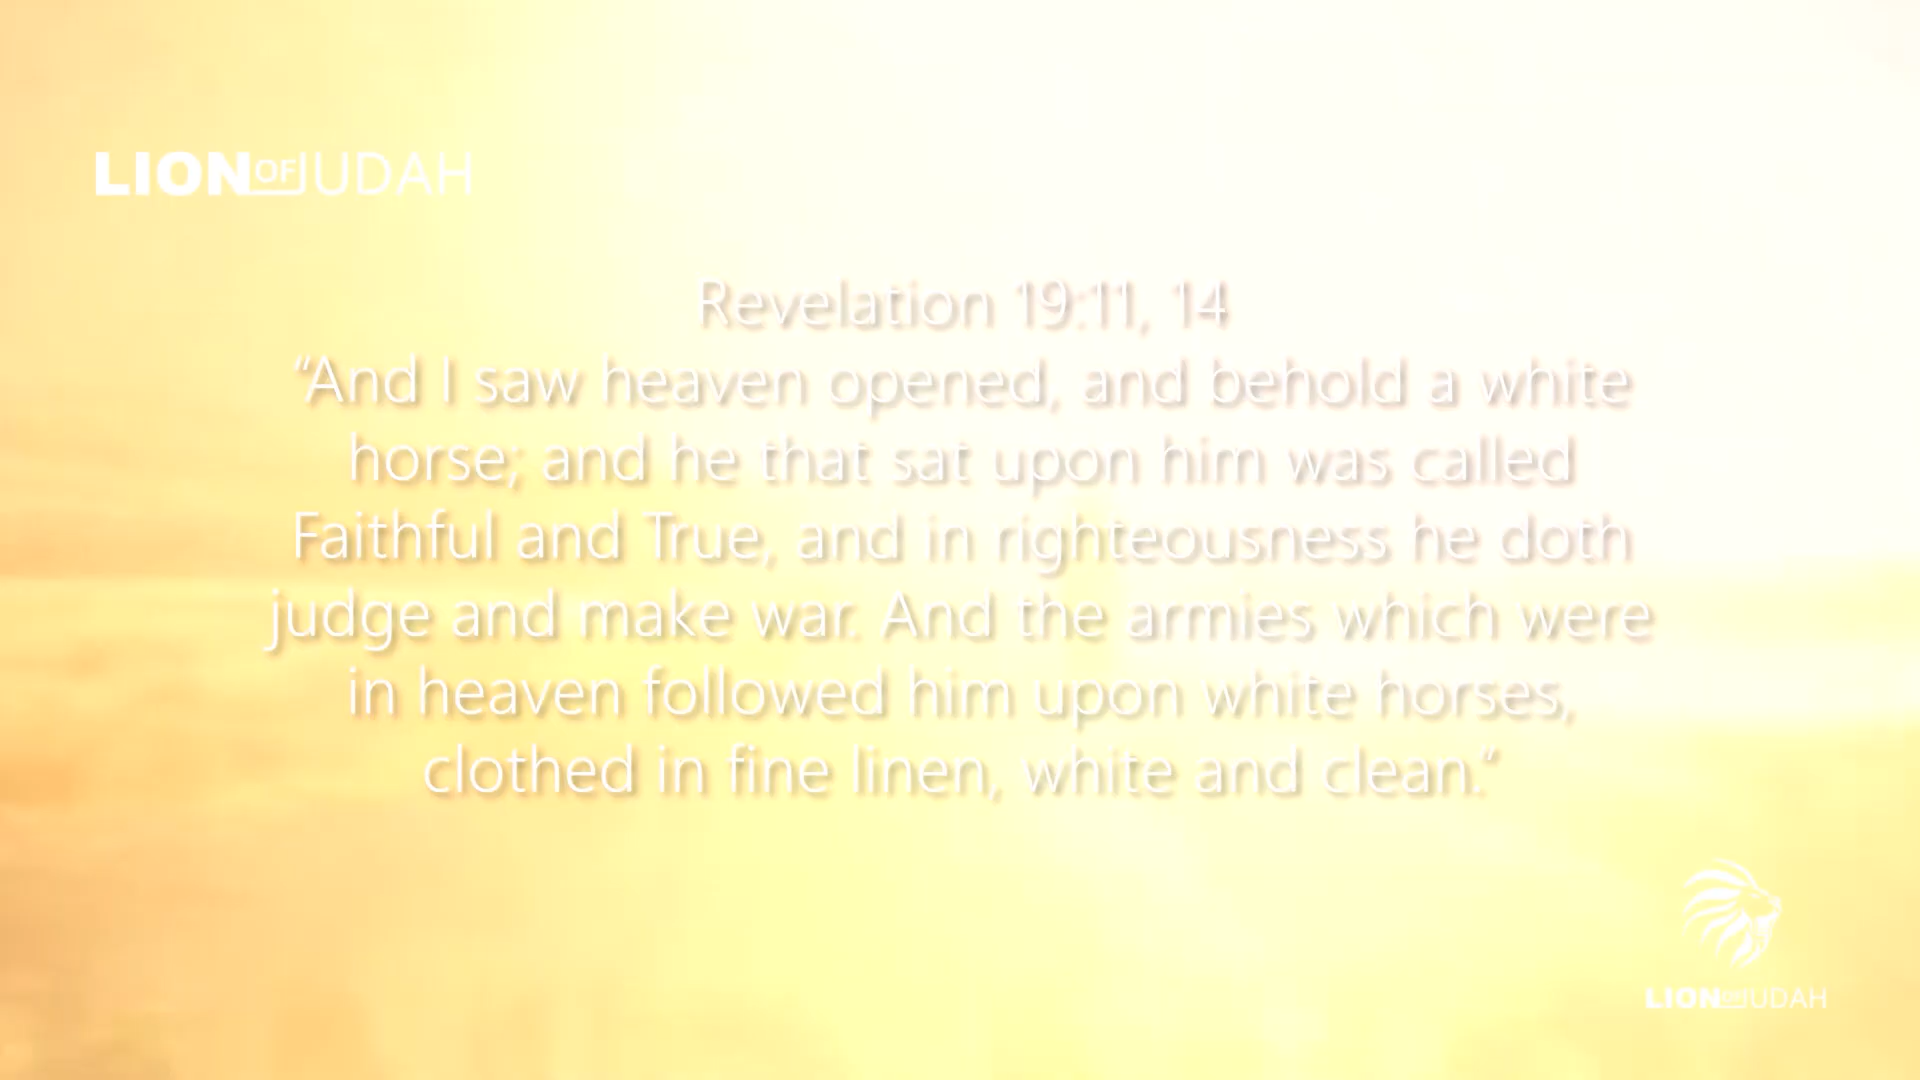 LION OF JUDAH
Revelation 19:11, 14
“And I saw heaven opened, and behold a white
horse; and he that sat upon him was called
Faithful and True, and in righteousness he doth
judge and make war. And the armies which were
in heaven followed him upon white horses,
clothed in fine linen, white and clean.”
LION OF JUDAH